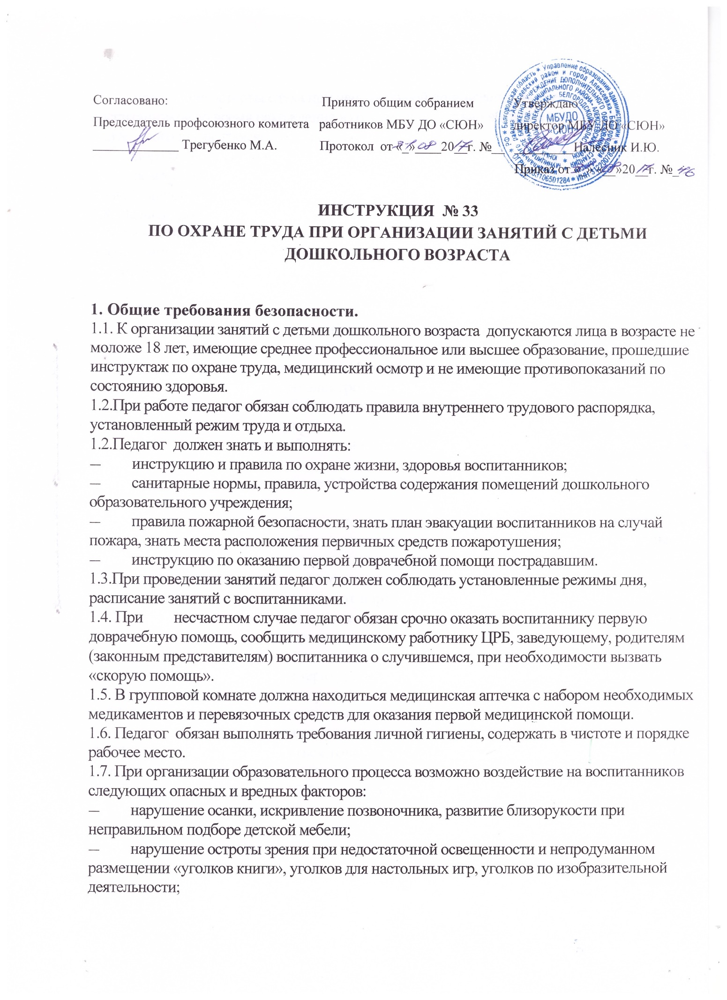 Согласовано:
Председатель профсоюзного комитета
_____________ Трегубенко М.А.
Принято общим собранием
работников МБУ ДО «СЮН»
Протокол от «31» 08 2017г. №__
Утверждаю
директор МБУ ДО «СЮН»
_________Налесник И.Ю.
Приказ от « » «08»2017г. №_46
МБУДО
«СЮН»
ИНСТРУКЦИЯ № 33
ПО ОХРАНЕ ТРУДА ПРИ ОРГАНИЗАЦИИ ЗАНЯТИЙ С ДЕТЬМИ
ДОШКОЛЬНОГО ВОЗРАСТА
1. Общие требования безопасности.
1.1. К организации занятий с детьми дошкольного возраста допускаются лица в возрасте не
моложе 18 лет, имеющие среднее профессиональное или высшее образование, прошедшие
инструктаж по охране труда, медицинский осмотр и не имеющие противопоказаний по
состоянию здоровья.
1.2.При работе педагог обязан соблюдать правила внутреннего трудового распорядка,
установленный режим труда и отдыха.
1.2.Педагог должен знать и выполнять:
— инструкцию и правила по охране жизни, здоровья воспитанников;
— санитарные нормы, правила, устройства содержания помещений дошкольного
образовательного учреждения;
— правила пожарной безопасности, знать план эвакуации воспитанников на случай
пожара, знать места расположения первичных средств пожаротушения;
— инструкцию по оказанию первой доврачебной помощи пострадавшим.
1.3.При проведении занятий педагог должен соблюдать установленные режимы дня,
расписание занятий с воспитанниками.
1.4. При несчастном случае педагог обязан срочно оказать воспитаннику первую
доврачебную помощь, сообщить медицинскому работнику ЦРБ, заведующему, родителям
(законным представителям) воспитанника о случившемся, при необходимости вызвать
«скорую помощь».
1.5. В групповой комнате должна находиться медицинская аптечка с набором необходимых
медикаментов и перевязочных средств для оказания первой медицинской помощи.
1.6. Педагог обязан выполнять требования личной гигиены, содержать в чистоте и порядке
рабочее место.
1.7. При организации образовательного процесса возможно воздействие на воспитанников
следующих опасных и вредных факторов:
— нарушение осанки, искривление позвоночника, развитие близорукости при
неправильном подборе детской мебели;
— нарушение остроты зрения при недостаточной освещенности и непродуманном
размещении «уголков книги», уголков для настольных игр, уголков по изобразительной
деятельности;